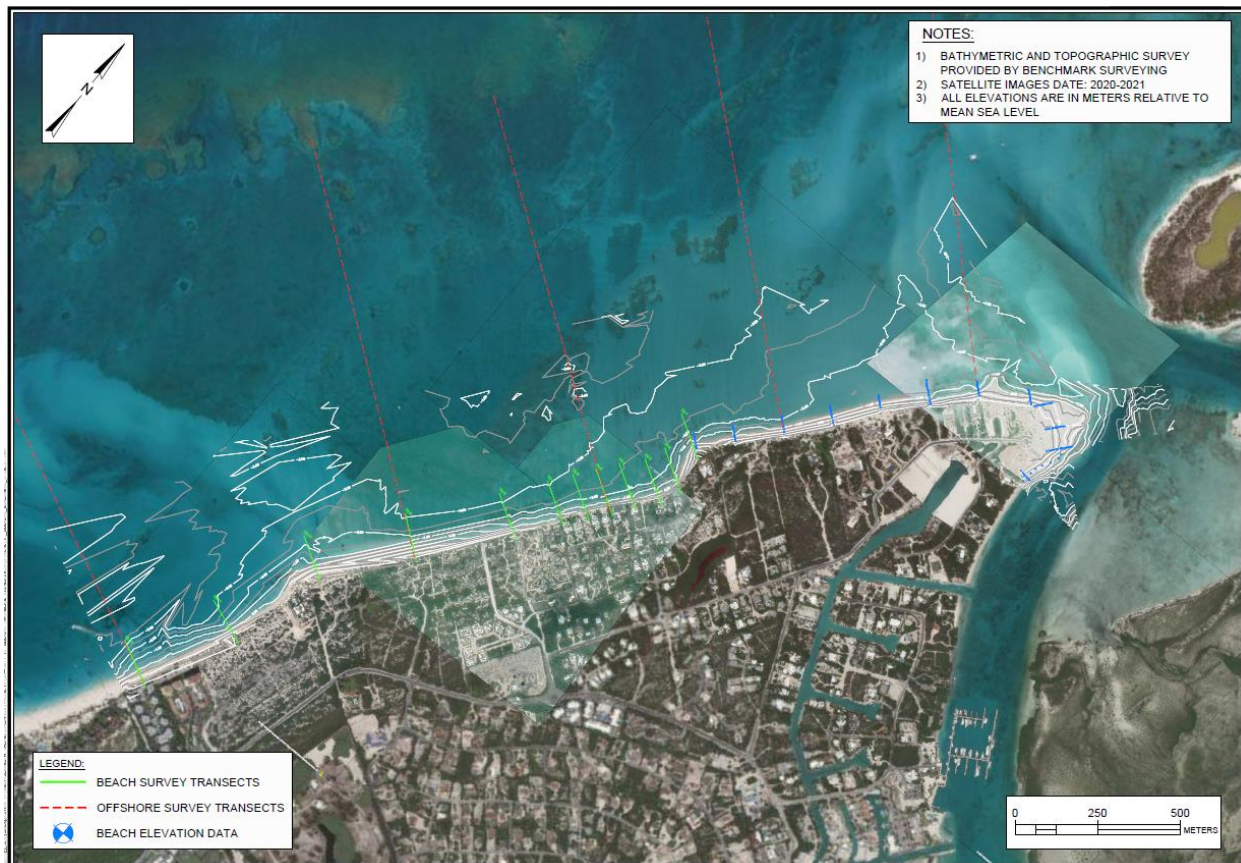 N
NOTES:
1) BATHYMETRIC AND TOPOGRAPHIC SURVEY
PROVIDED BY BENCHMARK SURVEYING
2) SATELLITE IMAGES DATE: 2020-2021
3) ALL ELEVATIONS ARE IN METERS RELATIVE TO
MEAN SEA LEVEL
LEGEND:
BEACH SURVEY TRANSECTS
OFFSHORE SURVEY TRANSECTS
BEACH ELEVATION DATA
0 250 500
METERS